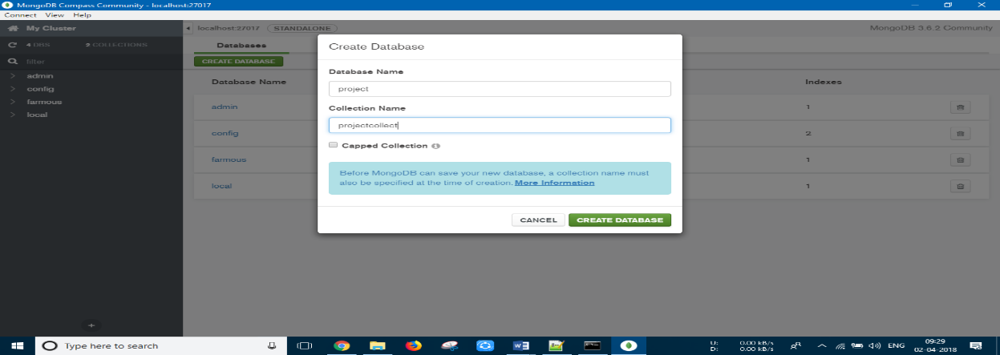 MongoDB Compass Community - localhost:27017
Connect View Help
My Cluster
localhost:27017 STANDALONE
MongoDB 3.6.2 Community
4 DBS
COLLECTIONS
filter
admin
config
farmous
local
Databases
CREATE DATABASE
Database Name
Indexes
admin 1
config 2
farmous 1
local 1
Create Database
Database Name
project
Collection Name
projectcollect
Capped Collection
Before MongoDB can save your new database, a collection name must
also be specified at the time of creation. More Information
CANCEL CREATE DATABASE
Type here to search
U: 0.00 kB/s
D: 0.00 kB/s
ENG
09:29
02-04-2018